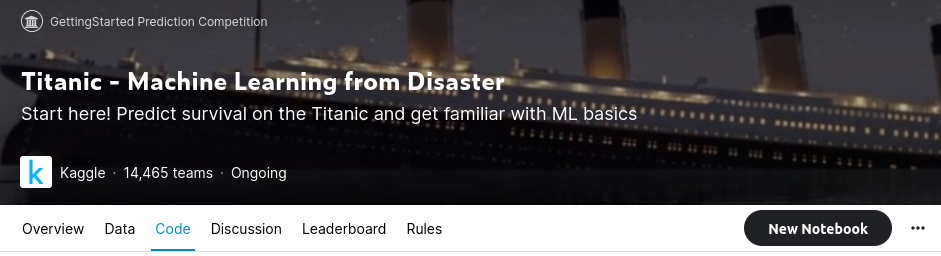 GettingStarted Prediction Competition
Titanic - Machine Learning from Disaster
Start here! Predict survival on the Titanic and get familiar with ML basics
k Kaggle · 14,465 teams · Ongoing
Overview Data Code Discussion Leaderboard Rules New Notebook ...